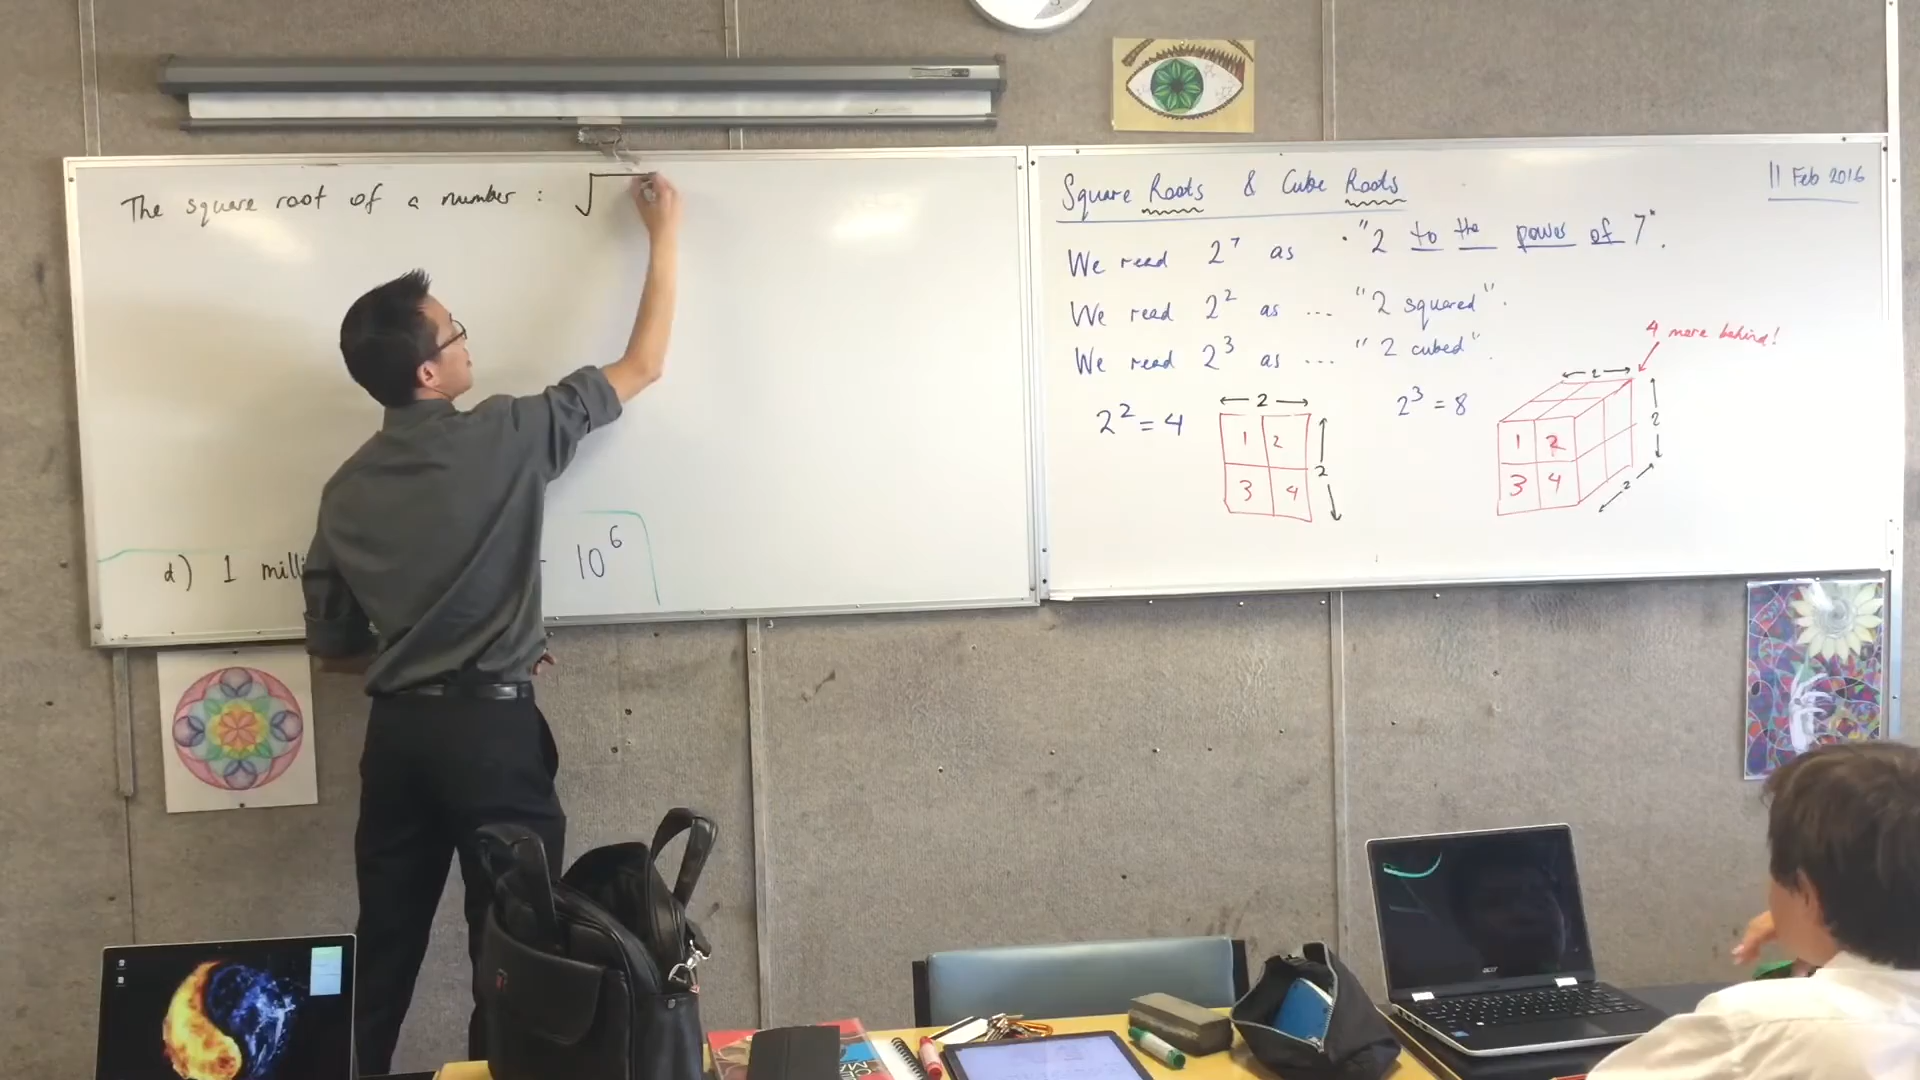 The square root of a number : √
d) 1 milli
10⁶
Square Roots & Cube Roots
11 Feb 2016
We read 2⁷ as "2 to the power of 7".
We read 2² as ... "2 squared".
We read 2³ as ... "2 cubed".
4 more behind!
2² = 4
2
1 2
3 4
2
2³ = 8
2
1 2
3 4
2
2
acer